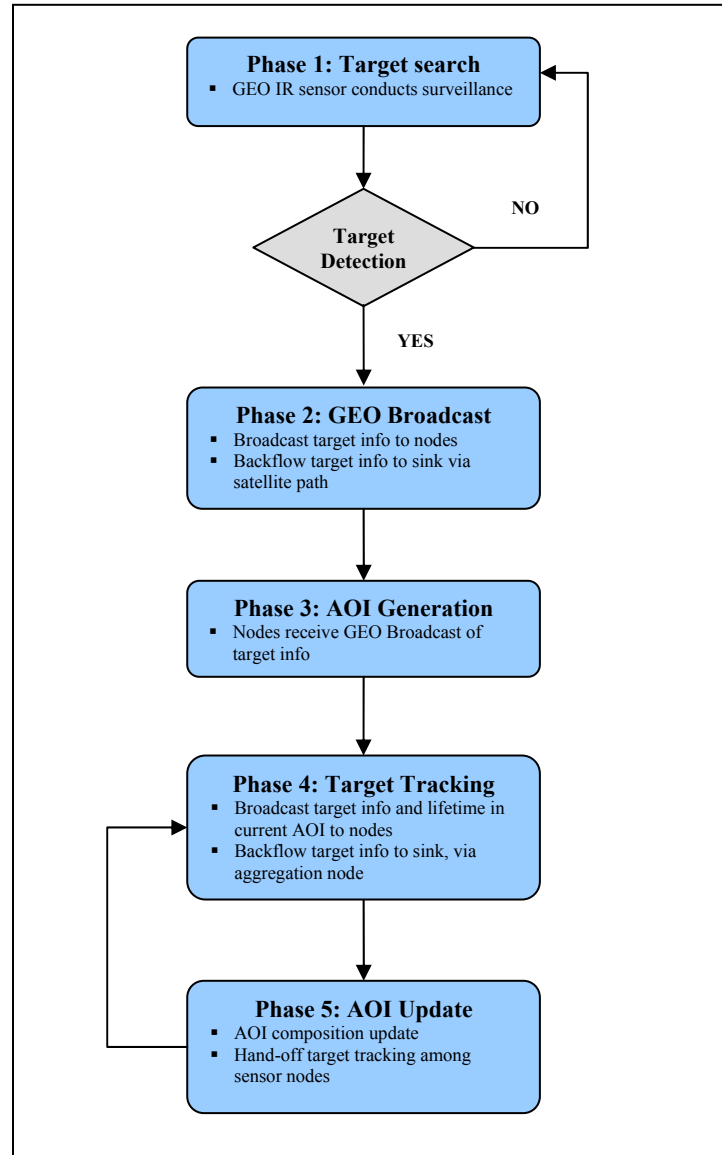 Phase 1: Target search
▪ GEO IR sensor conducts surveillance
NO
Target
Detection
YES
Phase 2: GEO Broadcast
▪ Broadcast target info to nodes
▪ Backflow target info to sink via
satellite path
Phase 3: AOI Generation
▪ Nodes receive GEO Broadcast of
target info
Phase 4: Target Tracking
▪ Broadcast target info and lifetime in
current AOI to nodes
▪ Backflow target info to sink, via
aggregation node
Phase 5: AOI Update
▪ AOI composition update
▪ Hand-off target tracking among
sensor nodes